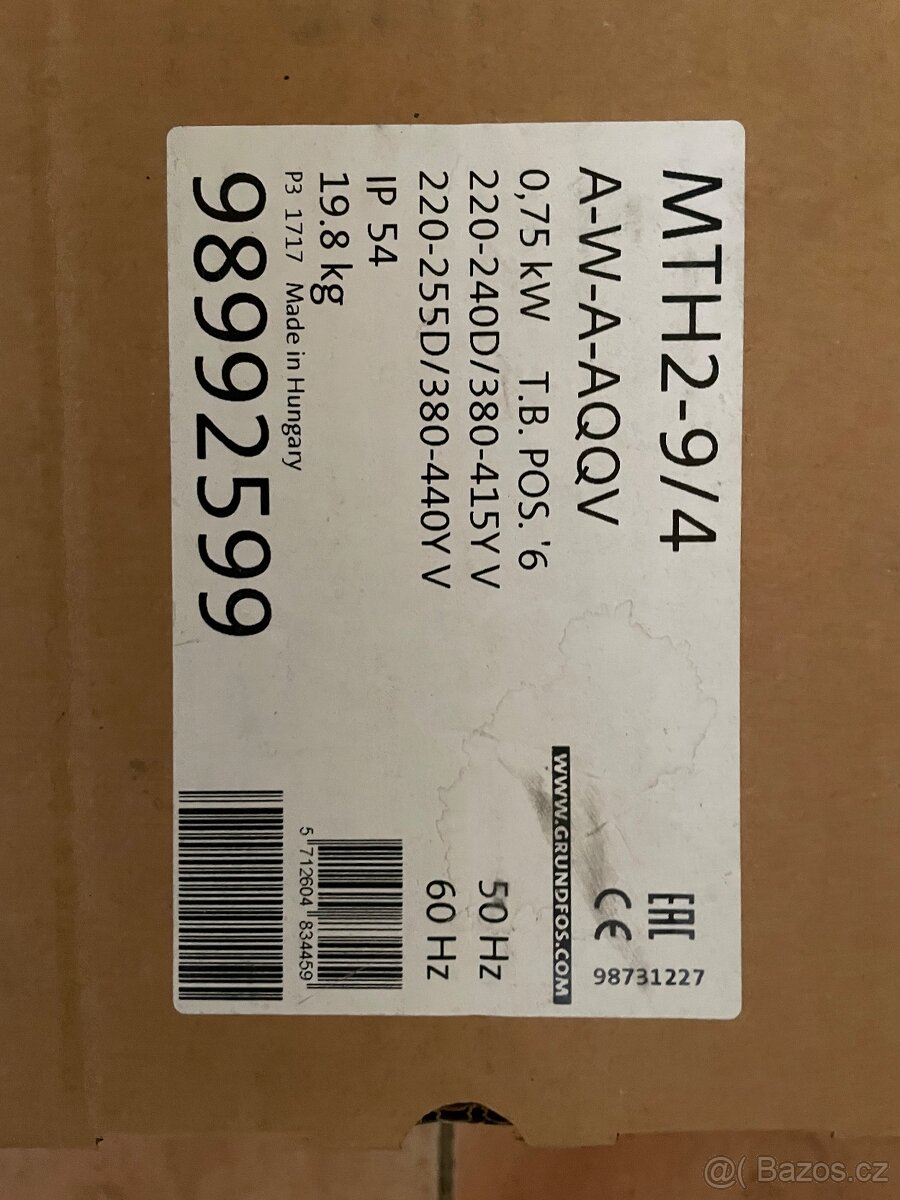 MTH2-9/4
A-W-A-AQQV
0,75 kW T.B. POS. '6
220-240D/380-415Y V 50 Hz
220-255D/380-440Y V 60 Hz
IP 54
19.8 kg
P3 1717 Made in Hungary
98992599
EAC
CE 98731227
WWW.GRUNDFOS.COM
5 712604 834459
@( Bazos.cz